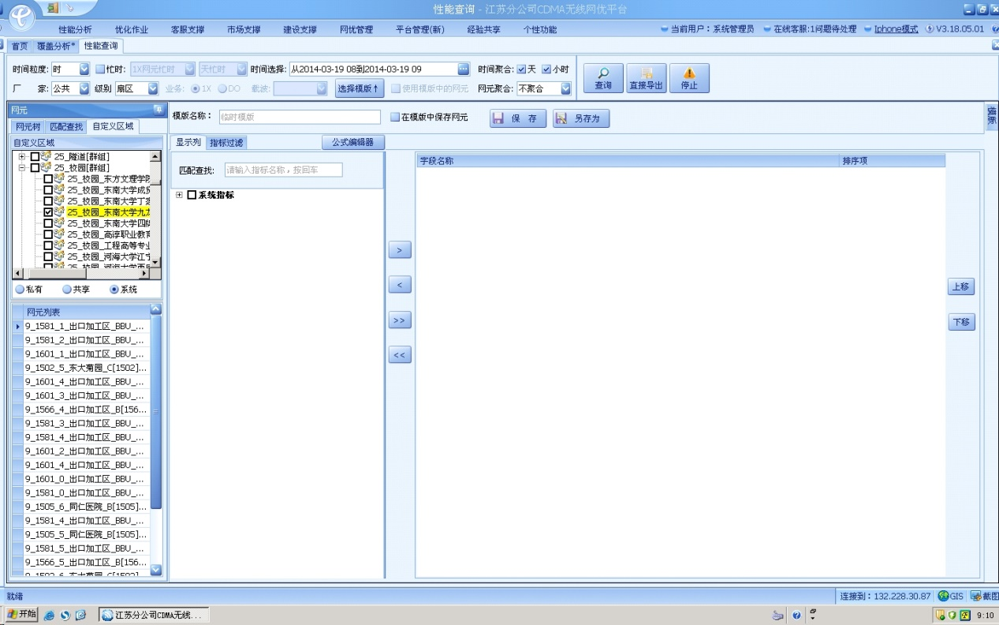 性能查询 - 江苏分公司CDMA无线网优平台
性能分析 优化作业 客服支撑 市场支撑 建设支撑 网优管理 平台管理(新) 经验共享 个性功能 当前用户：系统管理员 在线客服:1问题待处理 Iphone模式 V3.18.05.01
首页 覆盖分析* 性能查询
时间粒度: 时 忙时: 1X网元忙时 天忙时 时间选择: 从2014-03-19 08到2014-03-19 09 时间聚合: 天 小时
厂 家: 公共 级别 扇区 业务: 1X DO 载波: 选择模版↑ 使用模版中的网元 网元聚合: 不聚合
查询 直接导出 停止
网元
网元树 匹配查找 自定义区域
自定义区域
25_隧道[群组]
25_校园[群组]
25_校园_东方文理学院
25_校园_东南大学成贤
25_校园_东南大学丁家
25_校园_东南大学九龙
25_校园_东南大学四牌
25_校园_高淳职业教育
25_校园_工程高等专业
25_校园_河海大学江宁
私有 共享 系统
网元列表
9_1581_1_出口加工区_BBU_...
9_1581_2_出口加工区_BBU_...
9_1601_1_出口加工区_BBU_...
9_1502_5_东大菊园_C[1502]...
9_1601_4_出口加工区_BBU_...
9_1601_3_出口加工区_BBU_...
9_1566_4_出口加工区_B[156...
9_1581_3_出口加工区_BBU_...
9_1581_4_出口加工区_BBU_...
9_1601_2_出口加工区_BBU_...
9_1601_4_出口加工区_BBU_...
9_1601_0_出口加工区_BBU_...
9_1581_0_出口加工区_BBU_...
9_1505_6_同仁医院_B[1505]...
9_1581_4_出口加工区_BBU_...
9_1505_5_同仁医院_B[1505]...
9_1581_5_出口加工区_BBU_...
9_1566_5_出口加工区_B[156...
9_1502_6_东大菊园_C[1502]...
模版名称： 临时模版 在模版中保存网元 保 存 另存为
显示列 指标过滤 公式编辑器
匹配查找: 请输入指标名称，按回车
系统指标
>
<
>>
<<
字段名称 排序项
上移
下移
就绪 连接到：132.228.30.87 GIS 截图
开始 江苏分公司CDMA无线... 9:10